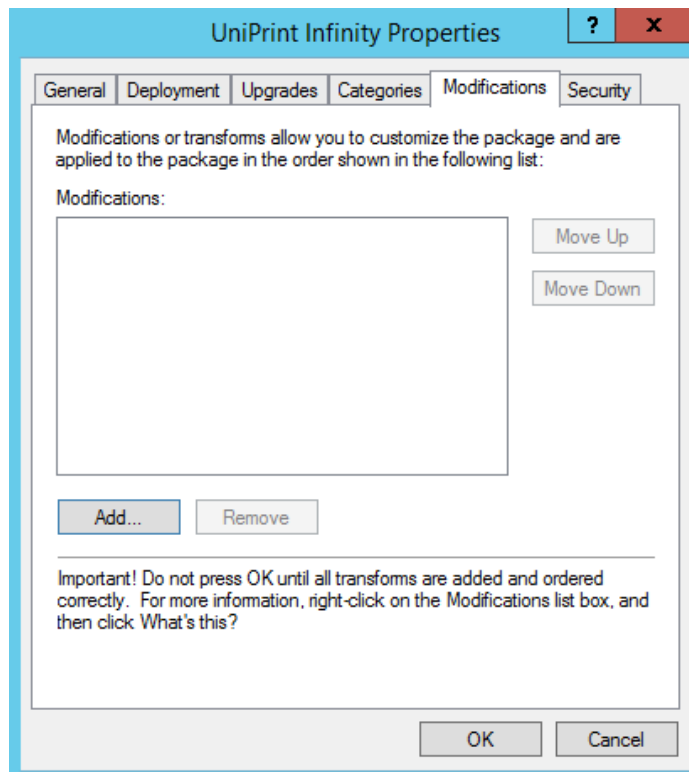 UniPrint Infinity Properties
?
x
General
Deployment
Upgrades
Categories
Modifications
Security
Modifications or transforms allow you to customize the package and are
applied to the package in the order shown in the following list:
Modifications:
Move Up
Move Down
Add...
Remove
Important! Do not press OK until all transforms are added and ordered
correctly.  For more information, right-click on the Modifications list box, and
then click What's this?
OK
Cancel